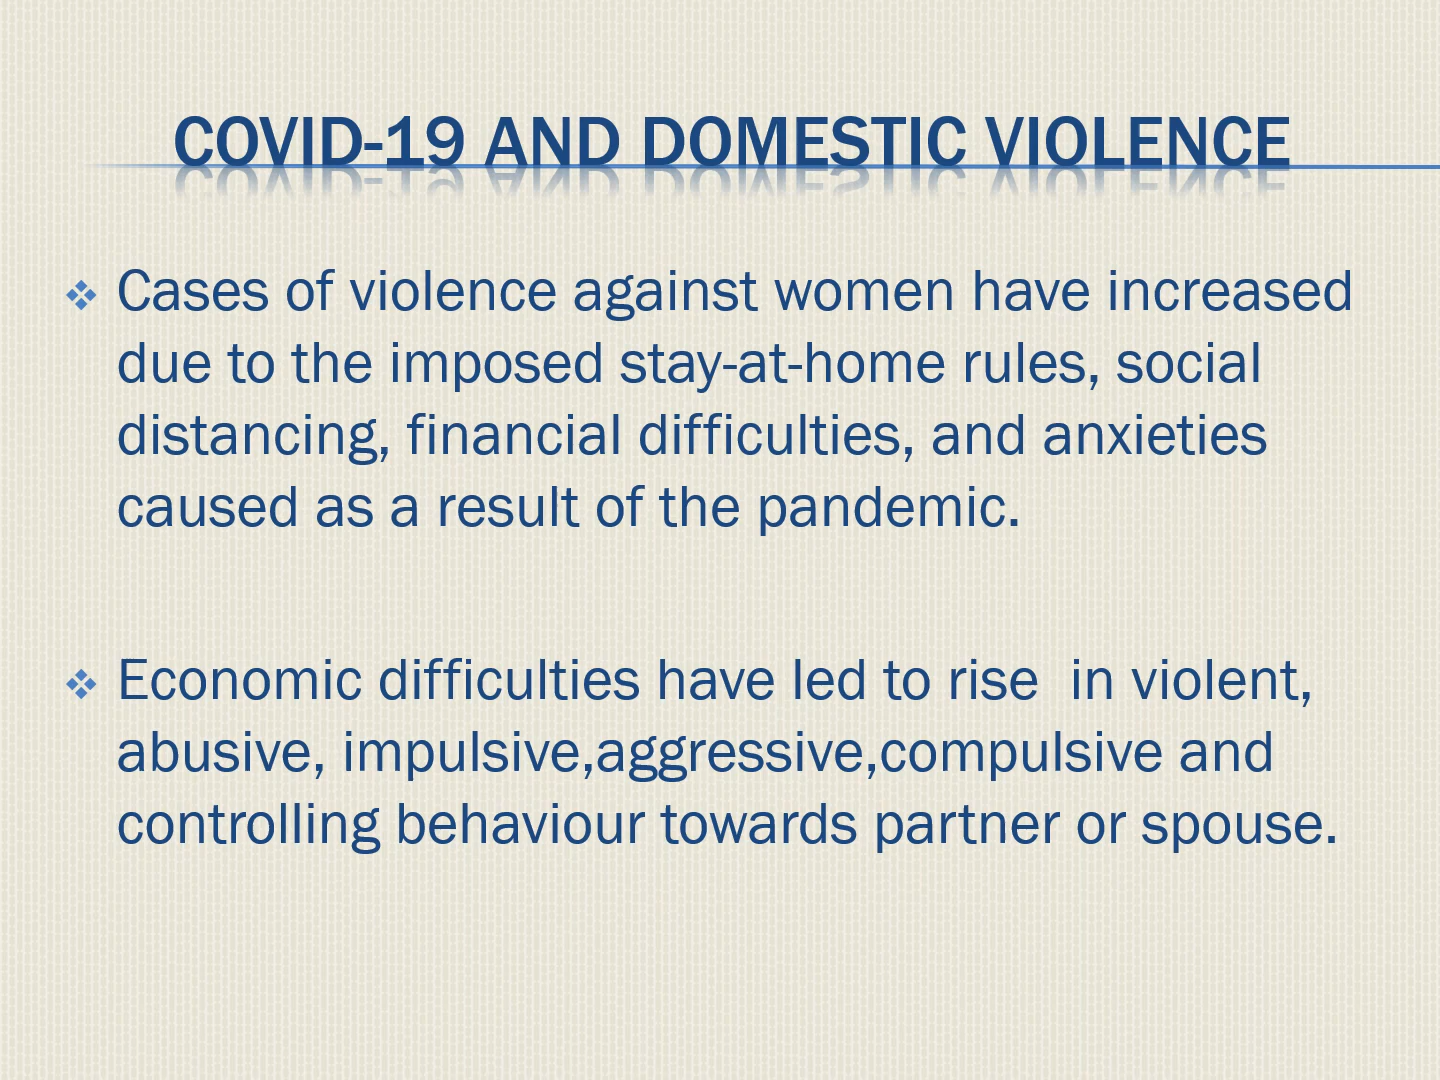 COVID-19 AND DOMESTIC VIOLENCE
Cases of violence against women have increased
due to the imposed stay-at-home rules, social
distancing, financial difficulties, and anxieties
caused as a result of the pandemic.
Economic difficulties have led to rise  in violent,
abusive, impulsive,aggressive,compulsive and
controlling behaviour towards partner or spouse.